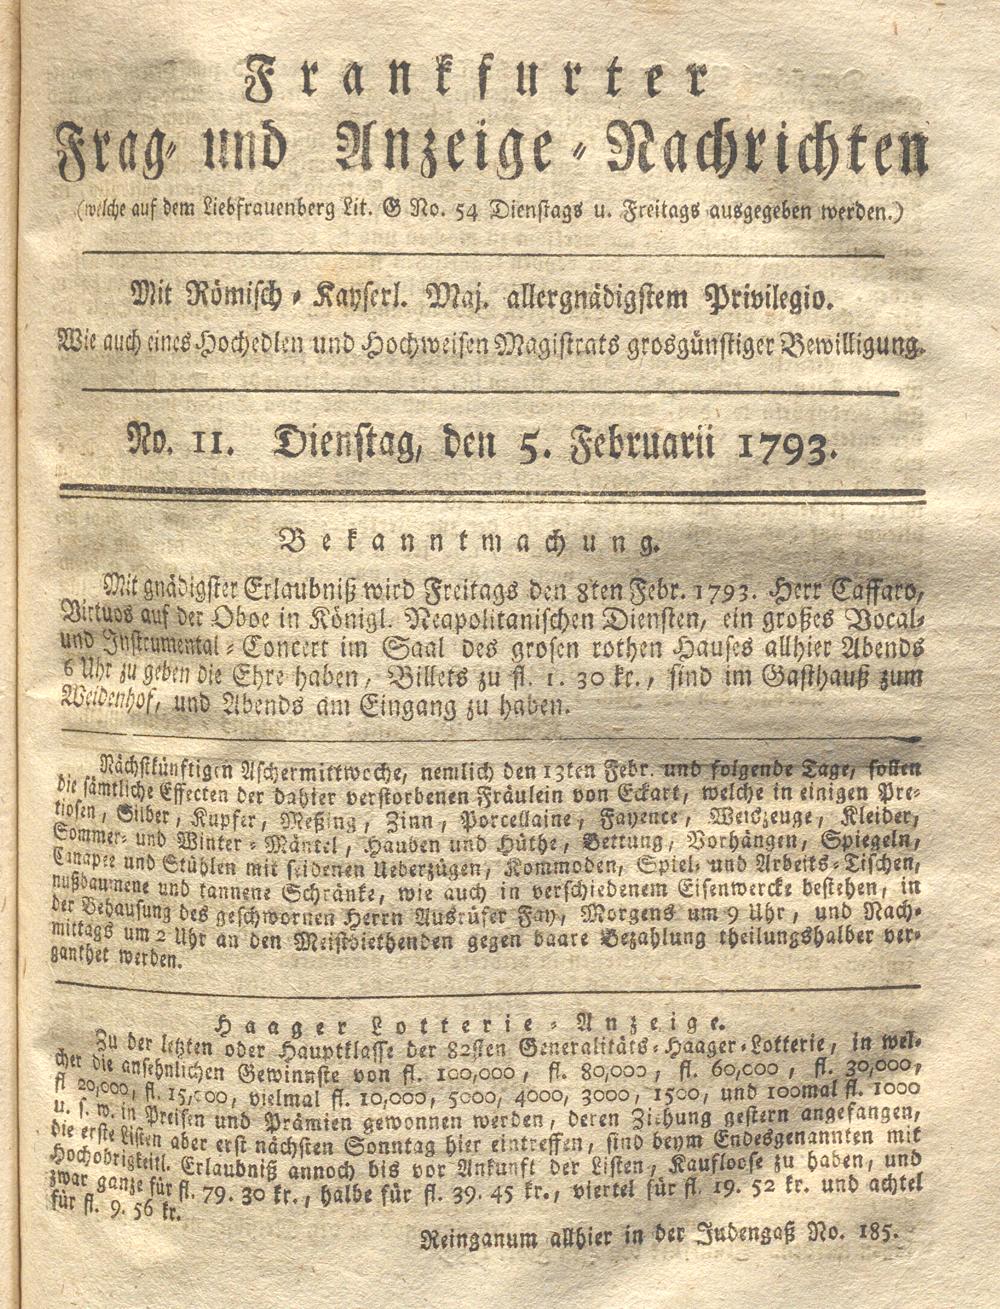 Frankfurter
Frag- und Anzeige-Nachrichten
(welche auf dem Liebfrauenberg Lit. G No. 54 Dienstags u. Freitags ausgegeben werden.)
Mit Römisch-Kayserl. Maj. allergnädigstem Privilegio.
Wie auch eines Hochedlen und Hochweisen Magistrats grosgünstiger Bewilligung.
No. 11. Dienstag, den 5. Februarii 1793.
Bekanntmachung.
Mit gnädigster Erlaubniß wird Freitags den 8ten Febr. 1793. Herr Caffaro,
Virtuos auf der Oboe in Königl. Neapolitanischen Diensten, ein großes Vocal-
und Instrumental-Concert im Saal des grosen rothen Hauses allhier Abends
6 Uhr zu geben die Ehre haben, Billets zu fl. 1. 30 kr., sind im Gasthauß zum
Weidenhof, und Abends am Eingang zu haben.
Nächstkünftigen Aschermittwoche, nemlich den 13ten Febr. und folgende Tage, sollen
die sämtliche Effecten der dahier verstorbenen Fräulein von Eckart, welche in einigen Pre-
tiosen, Silber, Kupfer, Meßing, Zinn, Porcellaine, Fayence, Weiszeuge, Kleider,
Sommer- und Winter-Mäntel, Hauben und Hüthe, Bettung, Vorhängen, Spiegeln,
Canapee und Stühlen mit seidenen Ueberzügen, Kommoden, Spiel- und Arbeits-Tischen,
nußbaumene und tannene Schränke, wie auch in verschiedenem Eisenwercke bestehen, in
der Behausung des geschwornen Herrn Ausrüfer Fay, Morgens um 9 Uhr, und Nach-
mittags um 2 Uhr an den Meistbiethenden gegen baare Bezahlung theilungshalber ver-
ganthet werden.
Haager Lotterie-Anzeige.
Zu der letzten oder Hauptklasse der 82sten Generalitäts-Haager-Lotterie, in wel-
cher die ansehnlichen Gewinnste von fl. 100,000, fl. 80,000, fl. 60,000, fl. 30,000,
fl 20,000, fl. 15,000, vielmal fl. 10,000, 5000, 4000, 3000, 1500, und 100mal fl. 1000
u. s. w. in Preisen und Prämien gewonnen werden, deren Ziehung gestern angefangen,
die erste Listen aber erst nächsten Sonntag hier eintreffen, sind beym Endesgenannten mit
Hochobrigkeitl. Erlaubniß annoch bis vor Ankunft der Listen, Kaufloose zu haben, und
zwar ganze für fl. 79. 30 kr., halbe für fl. 39. 45 kr., viertel für fl. 19. 52 kr. und achtel
für fl. 9. 56 kr.
Reinganum allhier in der Judengaß No. 185.